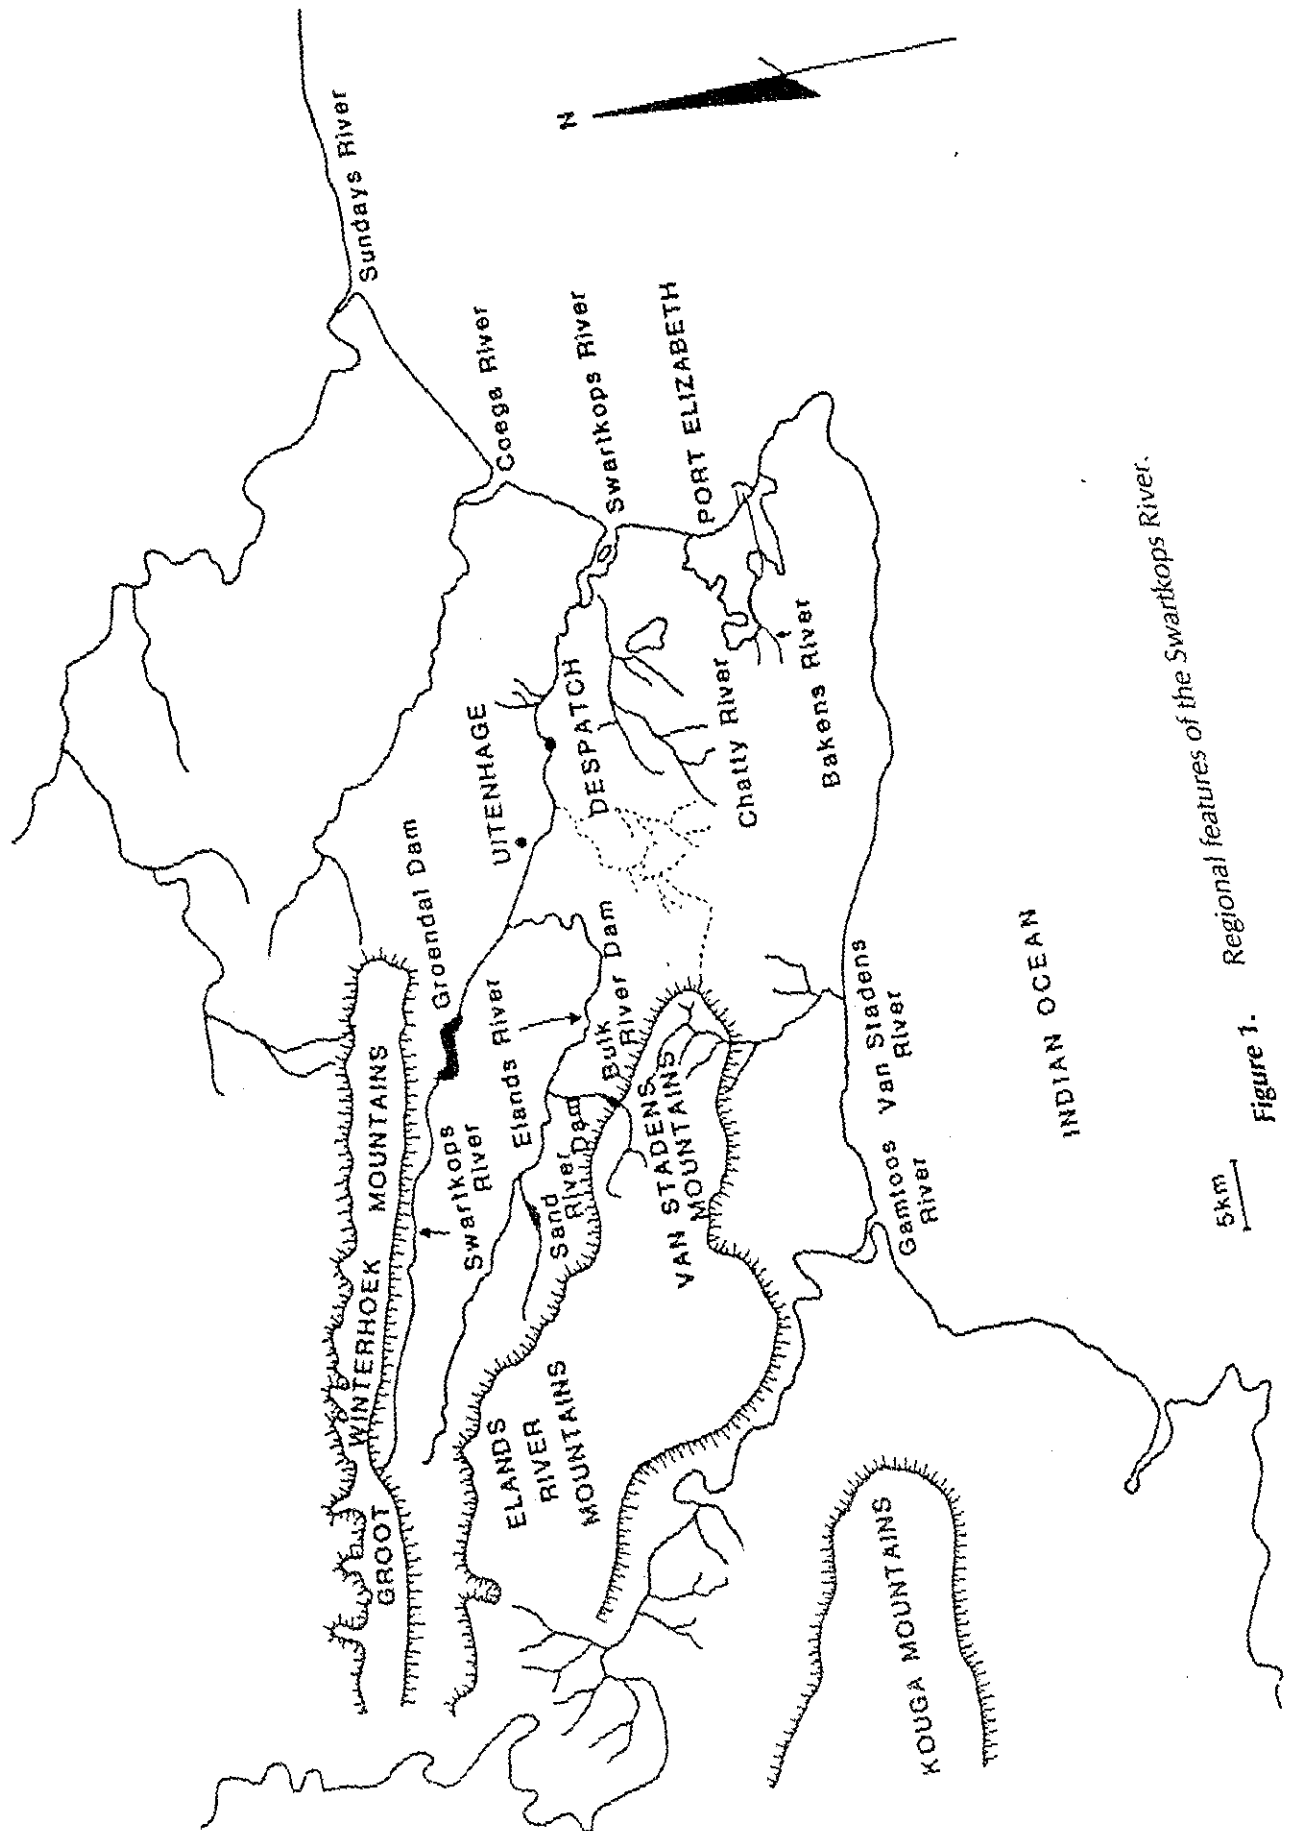 N
Sundays River
Coega River
Swartkops River
PORT ELIZABETH
UITENHAGE
DESPATCH
Chatty River
Bakens River
Groendal Dam
GROOT WINTERHOEK MOUNTAINS
Swartkops
River
Elands River
Sand
River
Dam
Bulk
River Dam
ELANDS
RIVER
MOUNTAINS
VAN STADENS
MOUNTAINS
Van Stadens
River
Gamtoos
River
KOUGA MOUNTAINS
INDIAN OCEAN
5km
Figure 1. Regional features of the Swartkops River.